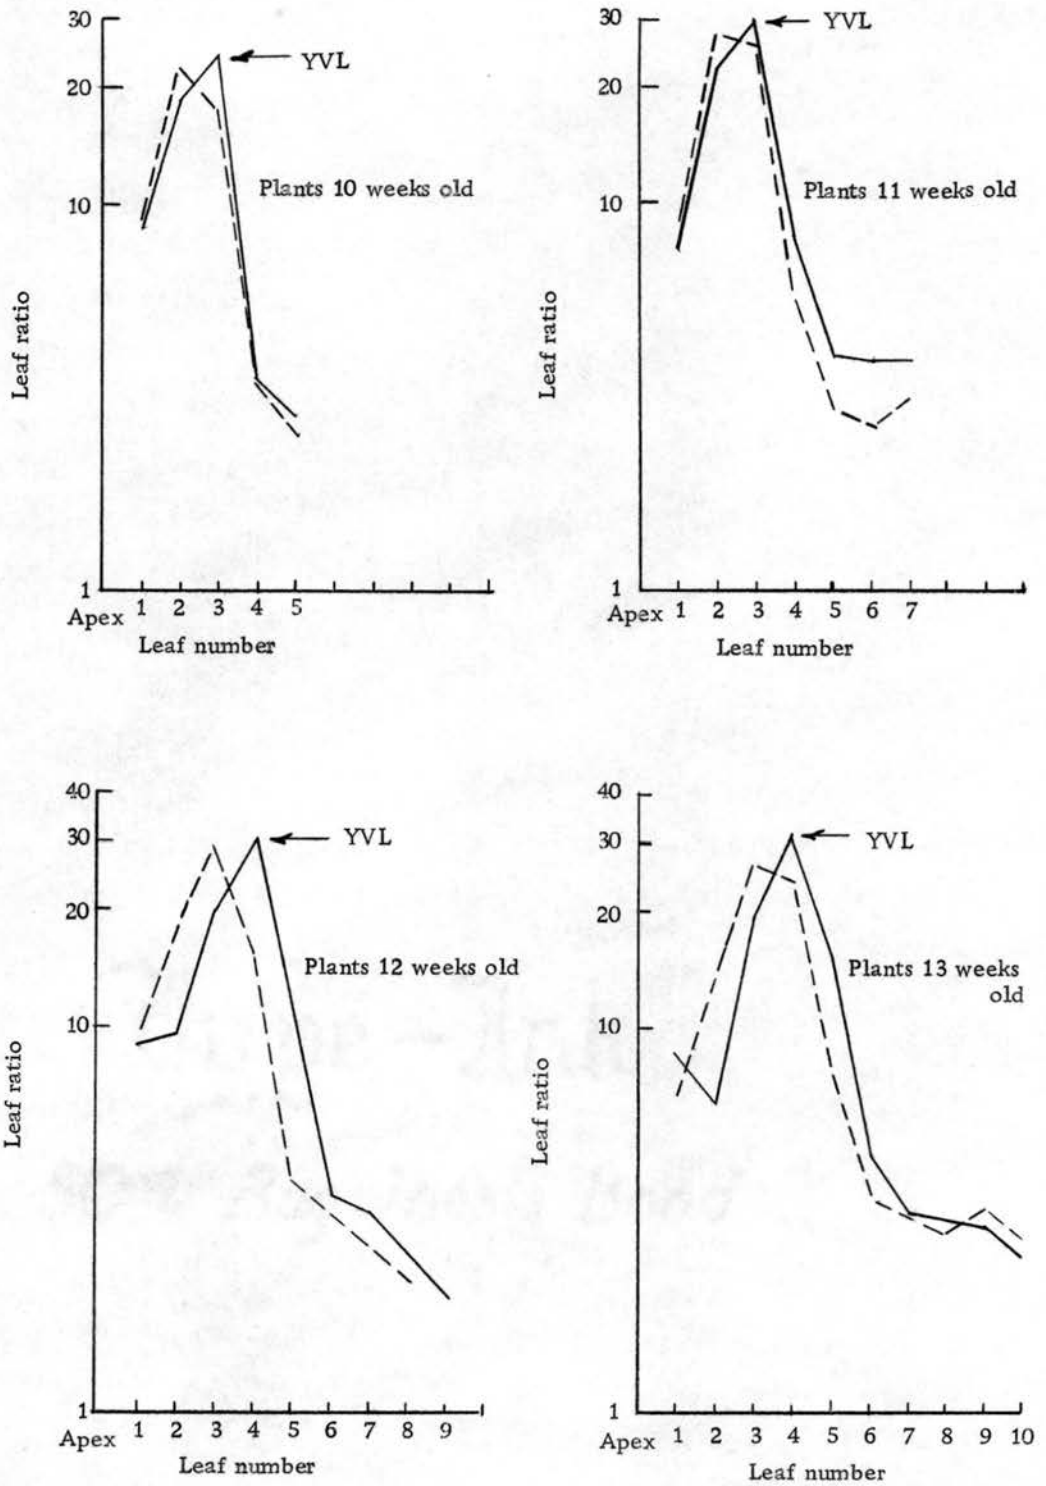 30
20
10
1
Leaf ratio
YVL
Plants 10 weeks old
Apex 1 2 3 4 5
Leaf number
30
20
10
1
Leaf ratio
YVL
Plants 11 weeks old
Apex 1 2 3 4 5 6 7
Leaf number
40
30
20
10
1
Leaf ratio
YVL
Plants 12 weeks old
Apex 1 2 3 4 5 6 7 8 9
Leaf number
40
30
20
10
1
Leaf ratio
YVL
Plants 13 weeks
old
Apex 1 2 3 4 5 6 7 8 9 10
Leaf number